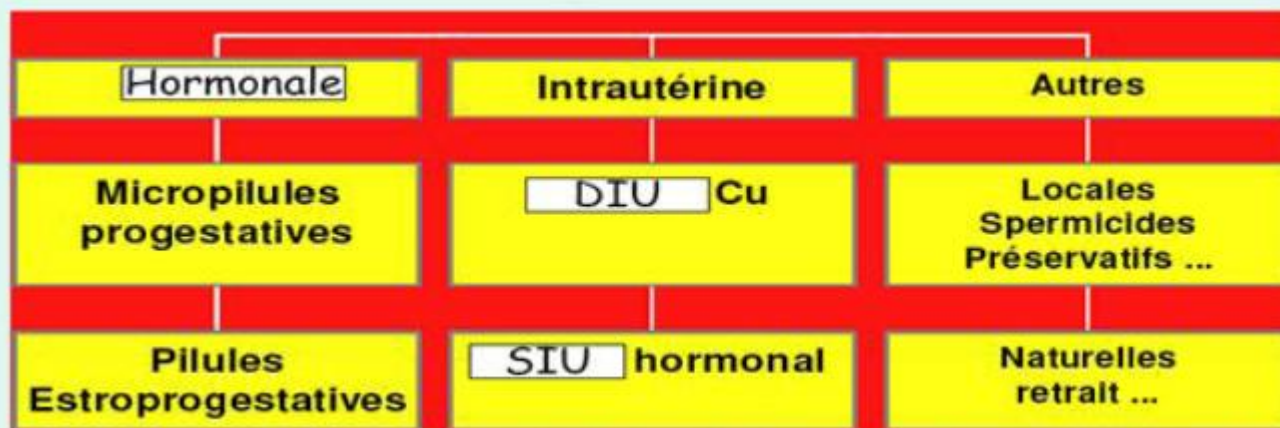 Hormonale
Intrautérine
Autres
Micropilules
progestatives
DIU Cu
Locales
Spermicides
Préservatifs ...
Pilules
Estroprogestatives
SIU hormonal
Naturelles
retrait ...